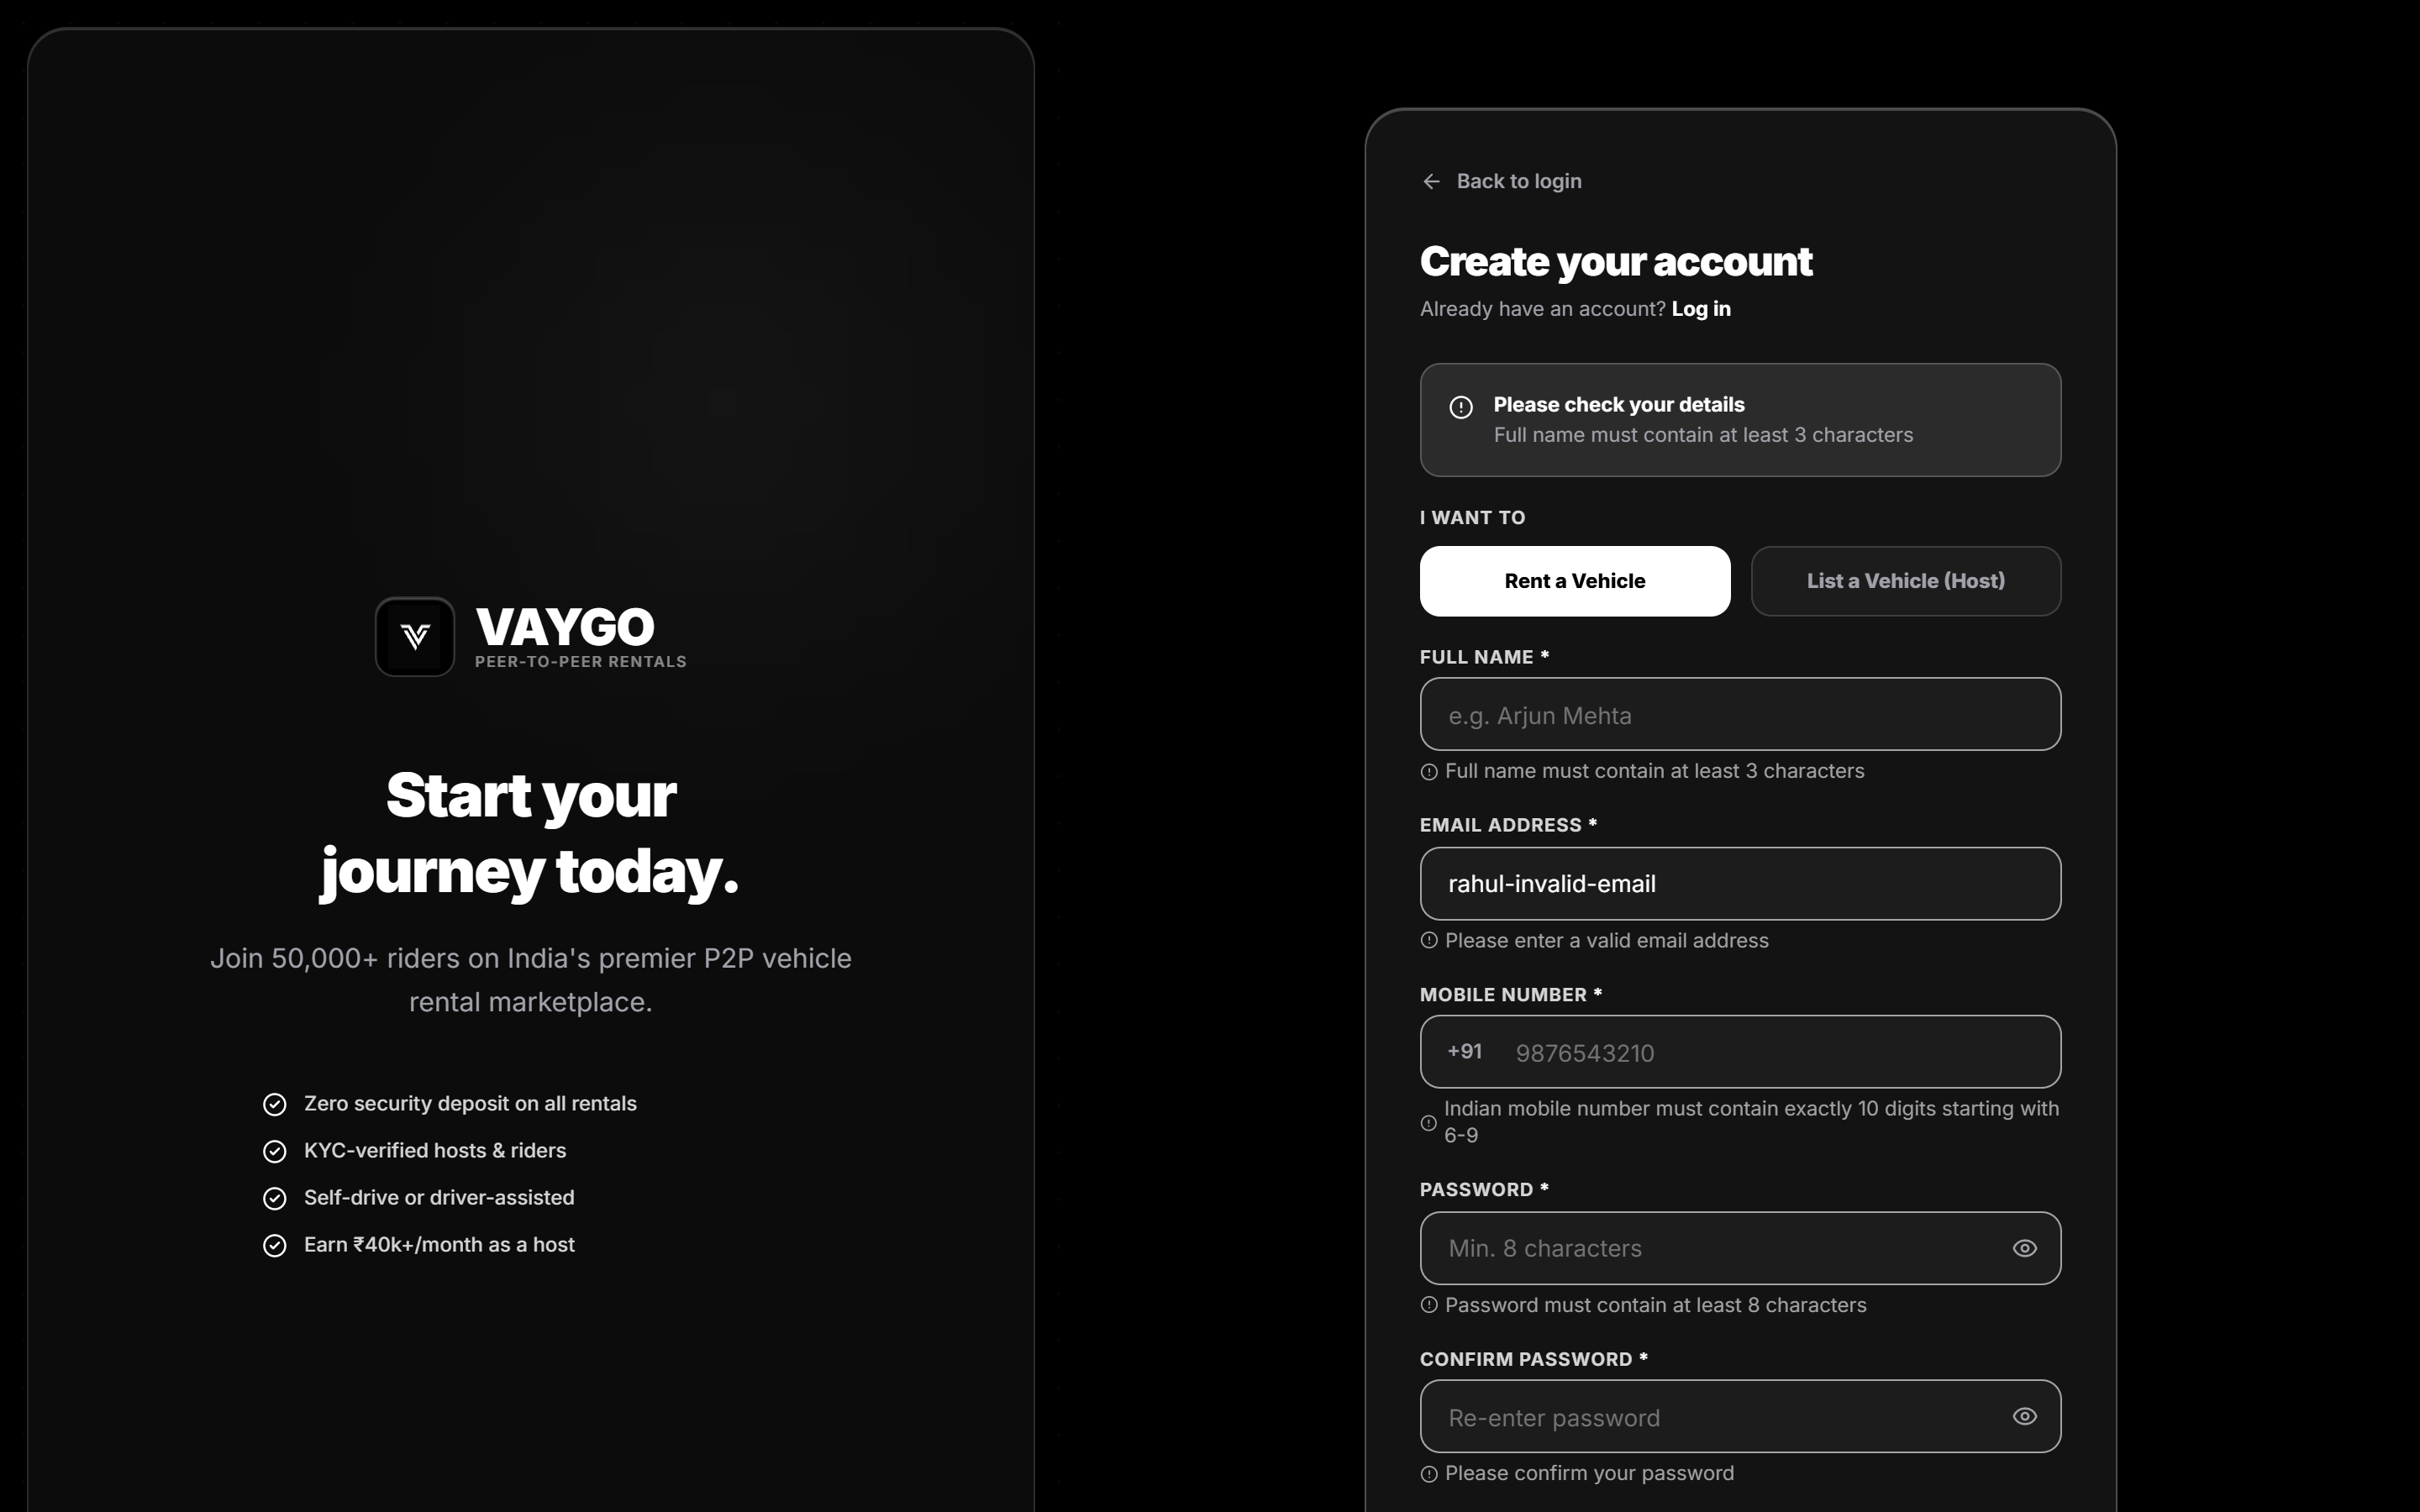 VAYGO
PEER-TO-PEER RENTALS
Start your
journey today.
Join 50,000+ riders on India's premier P2P vehicle
rental marketplace.
Zero security deposit on all rentals
KYC-verified hosts & riders
Self-drive or driver-assisted
Earn ₹40k+/month as a host
Back to login
Create your account
Already have an account? Log in
Please check your details
Full name must contain at least 3 characters
I WANT TO
Rent a Vehicle
List a Vehicle (Host)
FULL NAME *
e.g. Arjun Mehta
Full name must contain at least 3 characters
EMAIL ADDRESS *
rahul-invalid-email
Please enter a valid email address
MOBILE NUMBER *
+91 9876543210
Indian mobile number must contain exactly 10 digits starting with
6-9
PASSWORD *
Min. 8 characters
Password must contain at least 8 characters
CONFIRM PASSWORD *
Re-enter password
Please confirm your password